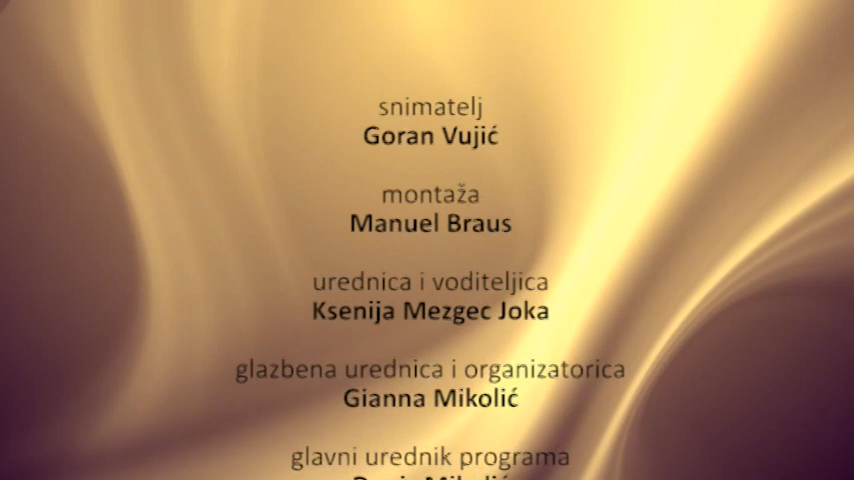 snimatelj
Goran Vujić
montaža
Manuel Braus
urednica i voditeljica
Ksenija Mezgec Joka
glazbena urednica i organizatorica
Gianna Mikolić
glavni urednik programa